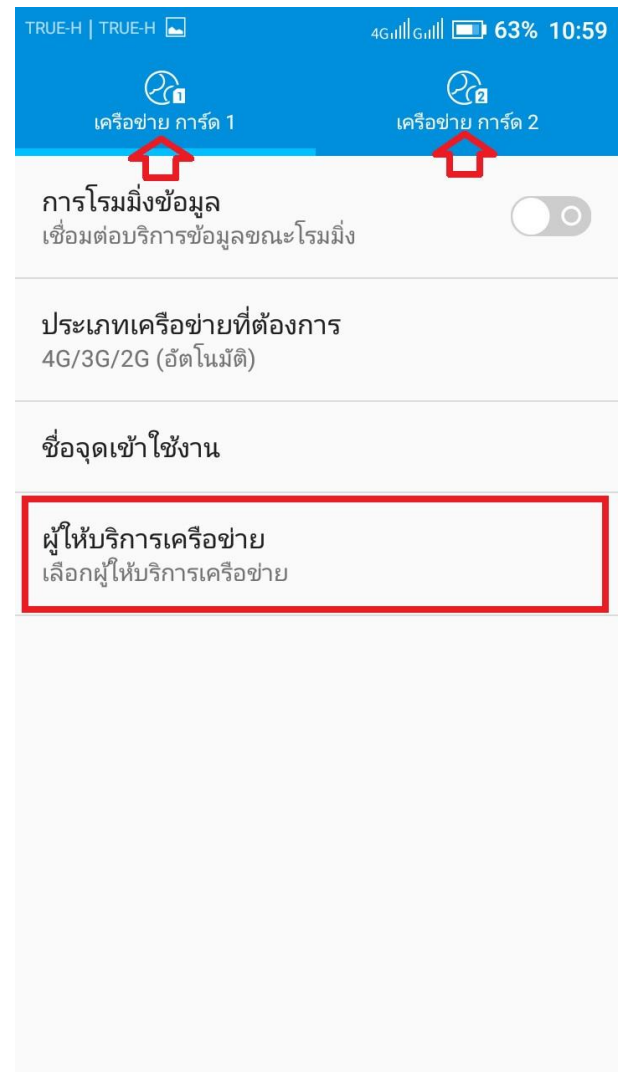 TRUE-H | TRUE-H 4G G 63% 10:59
1 2
เครือข่าย การ์ด 1 เครือข่าย การ์ด 2
การโรมมิ่งข้อมูล
เชื่อมต่อบริการข้อมูลขณะโรมมิ่ง
ประเภทเครือข่ายที่ต้องการ
4G/3G/2G (อัตโนมัติ)
ชื่อจุดเข้าใช้งาน
ผู้ให้บริการเครือข่าย
เลือกผู้ให้บริการเครือข่าย